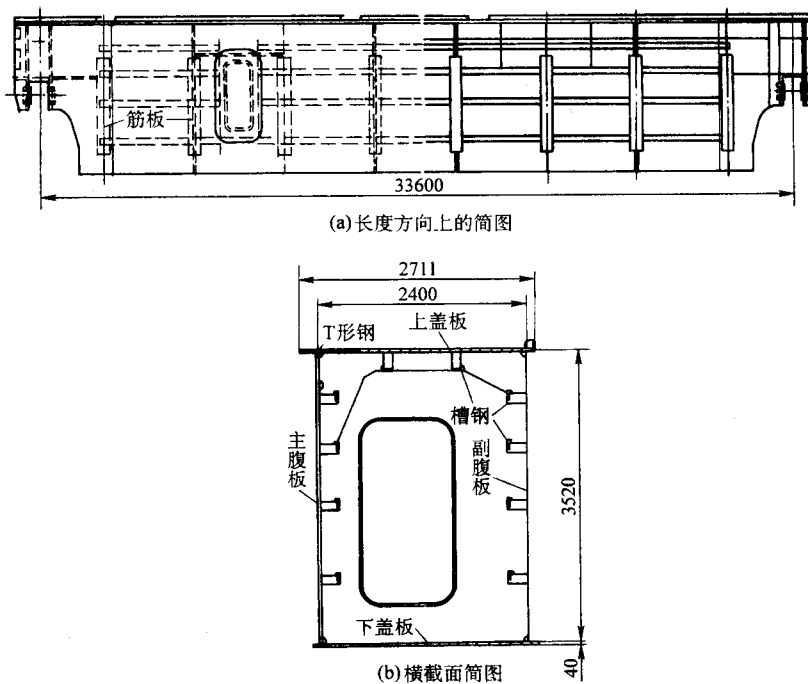 筋板
33600
(a)长度方向上的简图
2711
2400
T形钢
上盖板
槽钢
主腹板
副腹板
3520
下盖板
40
(b)横截面简图